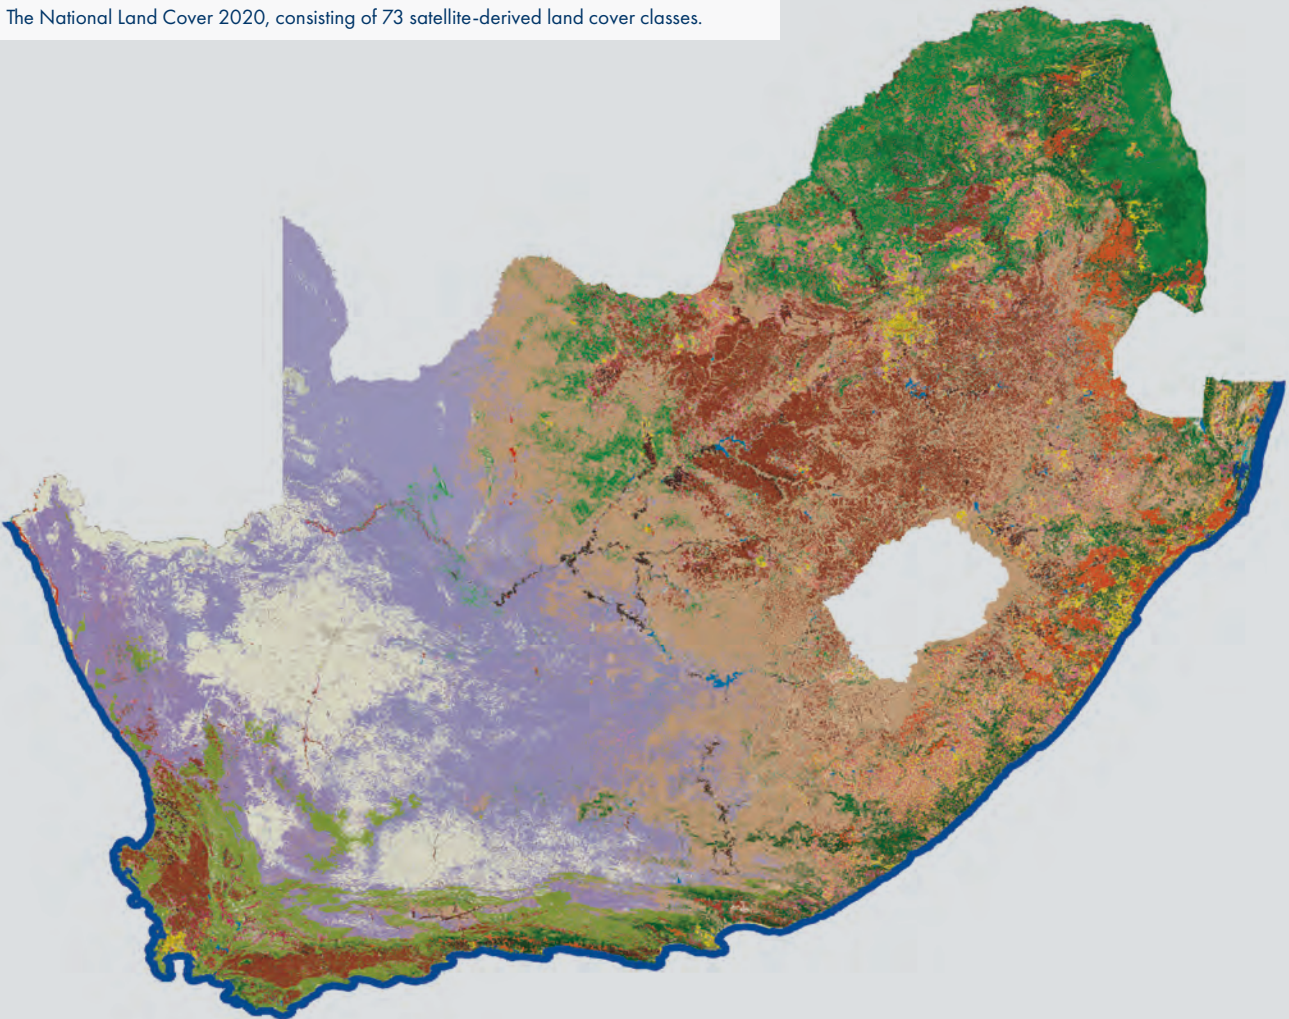 The National Land Cover 2020, consisting of 73 satellite-derived land cover classes.